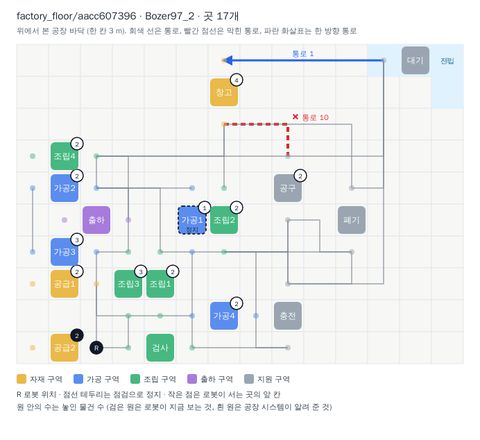 factory_floor/aacc607396 · Bozer97_2 · 곳 17개
위에서 본 공장 바닥 (한 칸 3 m). 회색 선은 통로, 빨간 점선은 막힌 통로, 파란 화살표는 한 방향 통로
통로 1
대기
전립
창고 4
✕ 통로 10
조립4 2
가공2 2
공구 2
출하
가공1 1
정지
조립2 2
폐기
가공3 3
공급1 2
조립3 3
조립1 2
가공4 2
충전
공급2 2
R
검사
자재 구역
가공 구역
조립 구역
출하 구역
지원 구역
R 로봇 위치 · 점선 테두리는 점검으로 정지 · 작은 점은 로봇이 서는 곳의 앞 칸
원 안의 수는 놓인 물건 수 (검은 원은 로봇이 지금 보는 것, 흰 원은 공장 시스템이 알려 준 것)